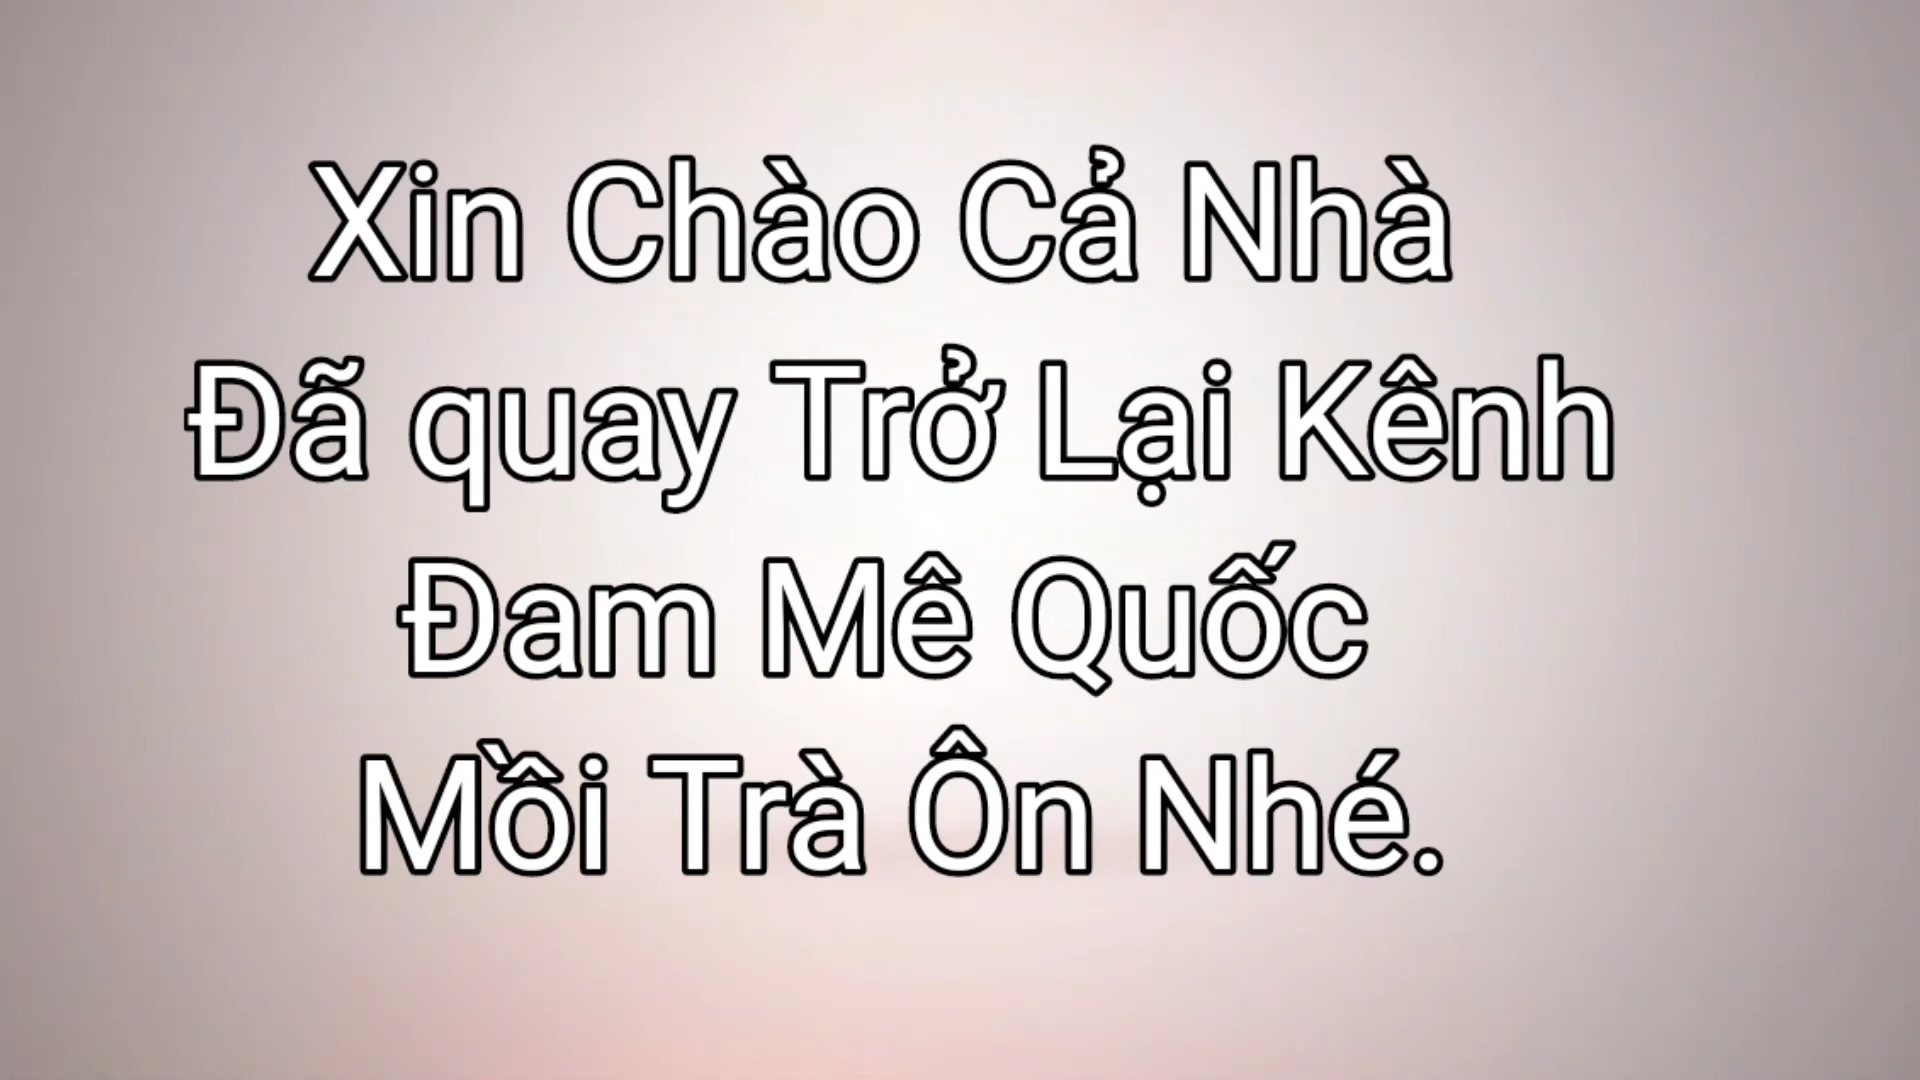 Xin Chào Cả Nhà
Đã quay Trở Lại Kênh
Đam Mê Quốc
Mồi Trà Ôn Nhé.